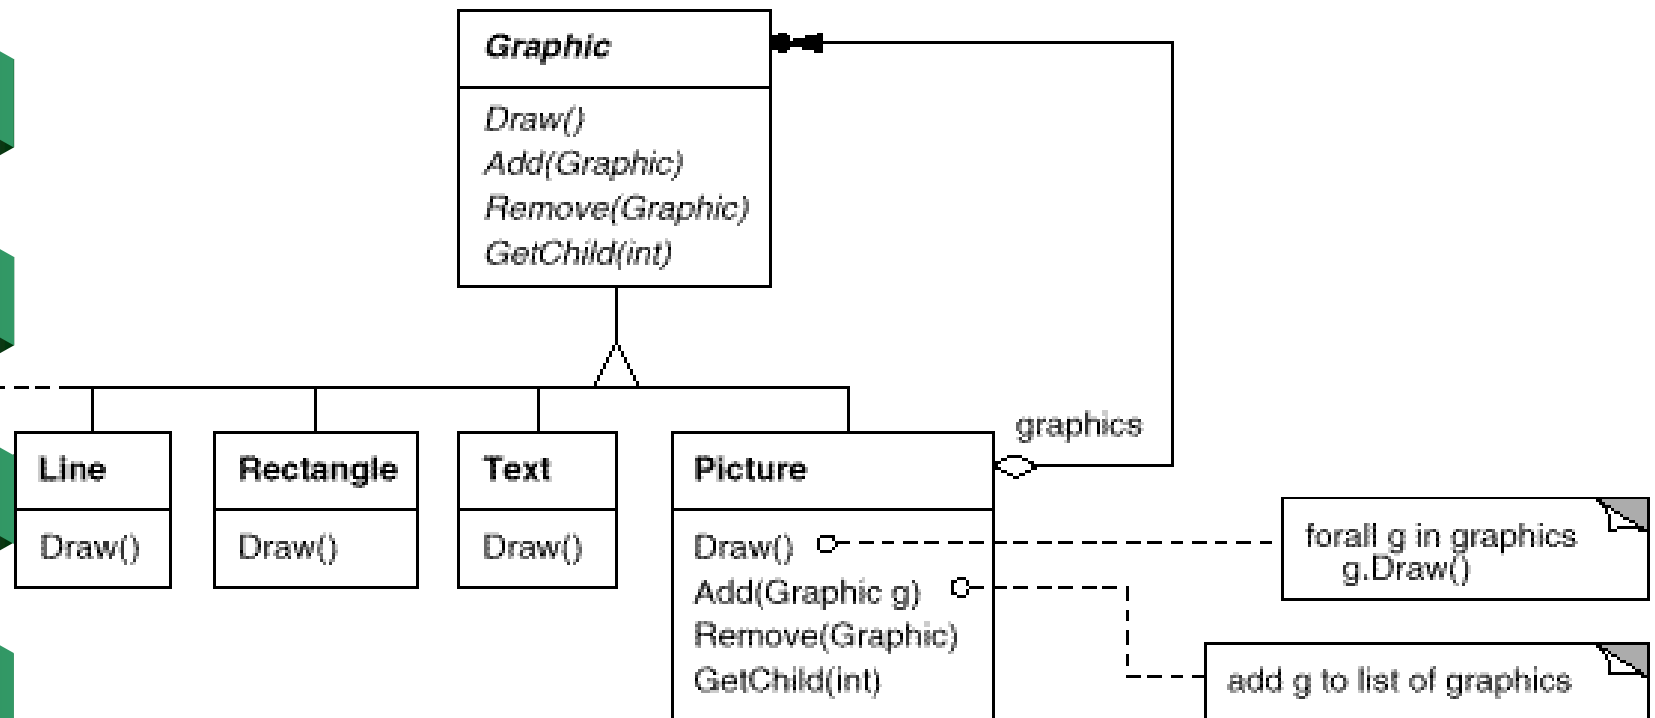 Graphic
Draw()
Add(Graphic)
Remove(Graphic)
GetChild(int)
graphics
Line
Draw()
Rectangle
Draw()
Text
Draw()
Picture
Draw()
Add(Graphic g)
Remove(Graphic)
GetChild(int)
forall g in graphics
g.Draw()
add g to list of graphics